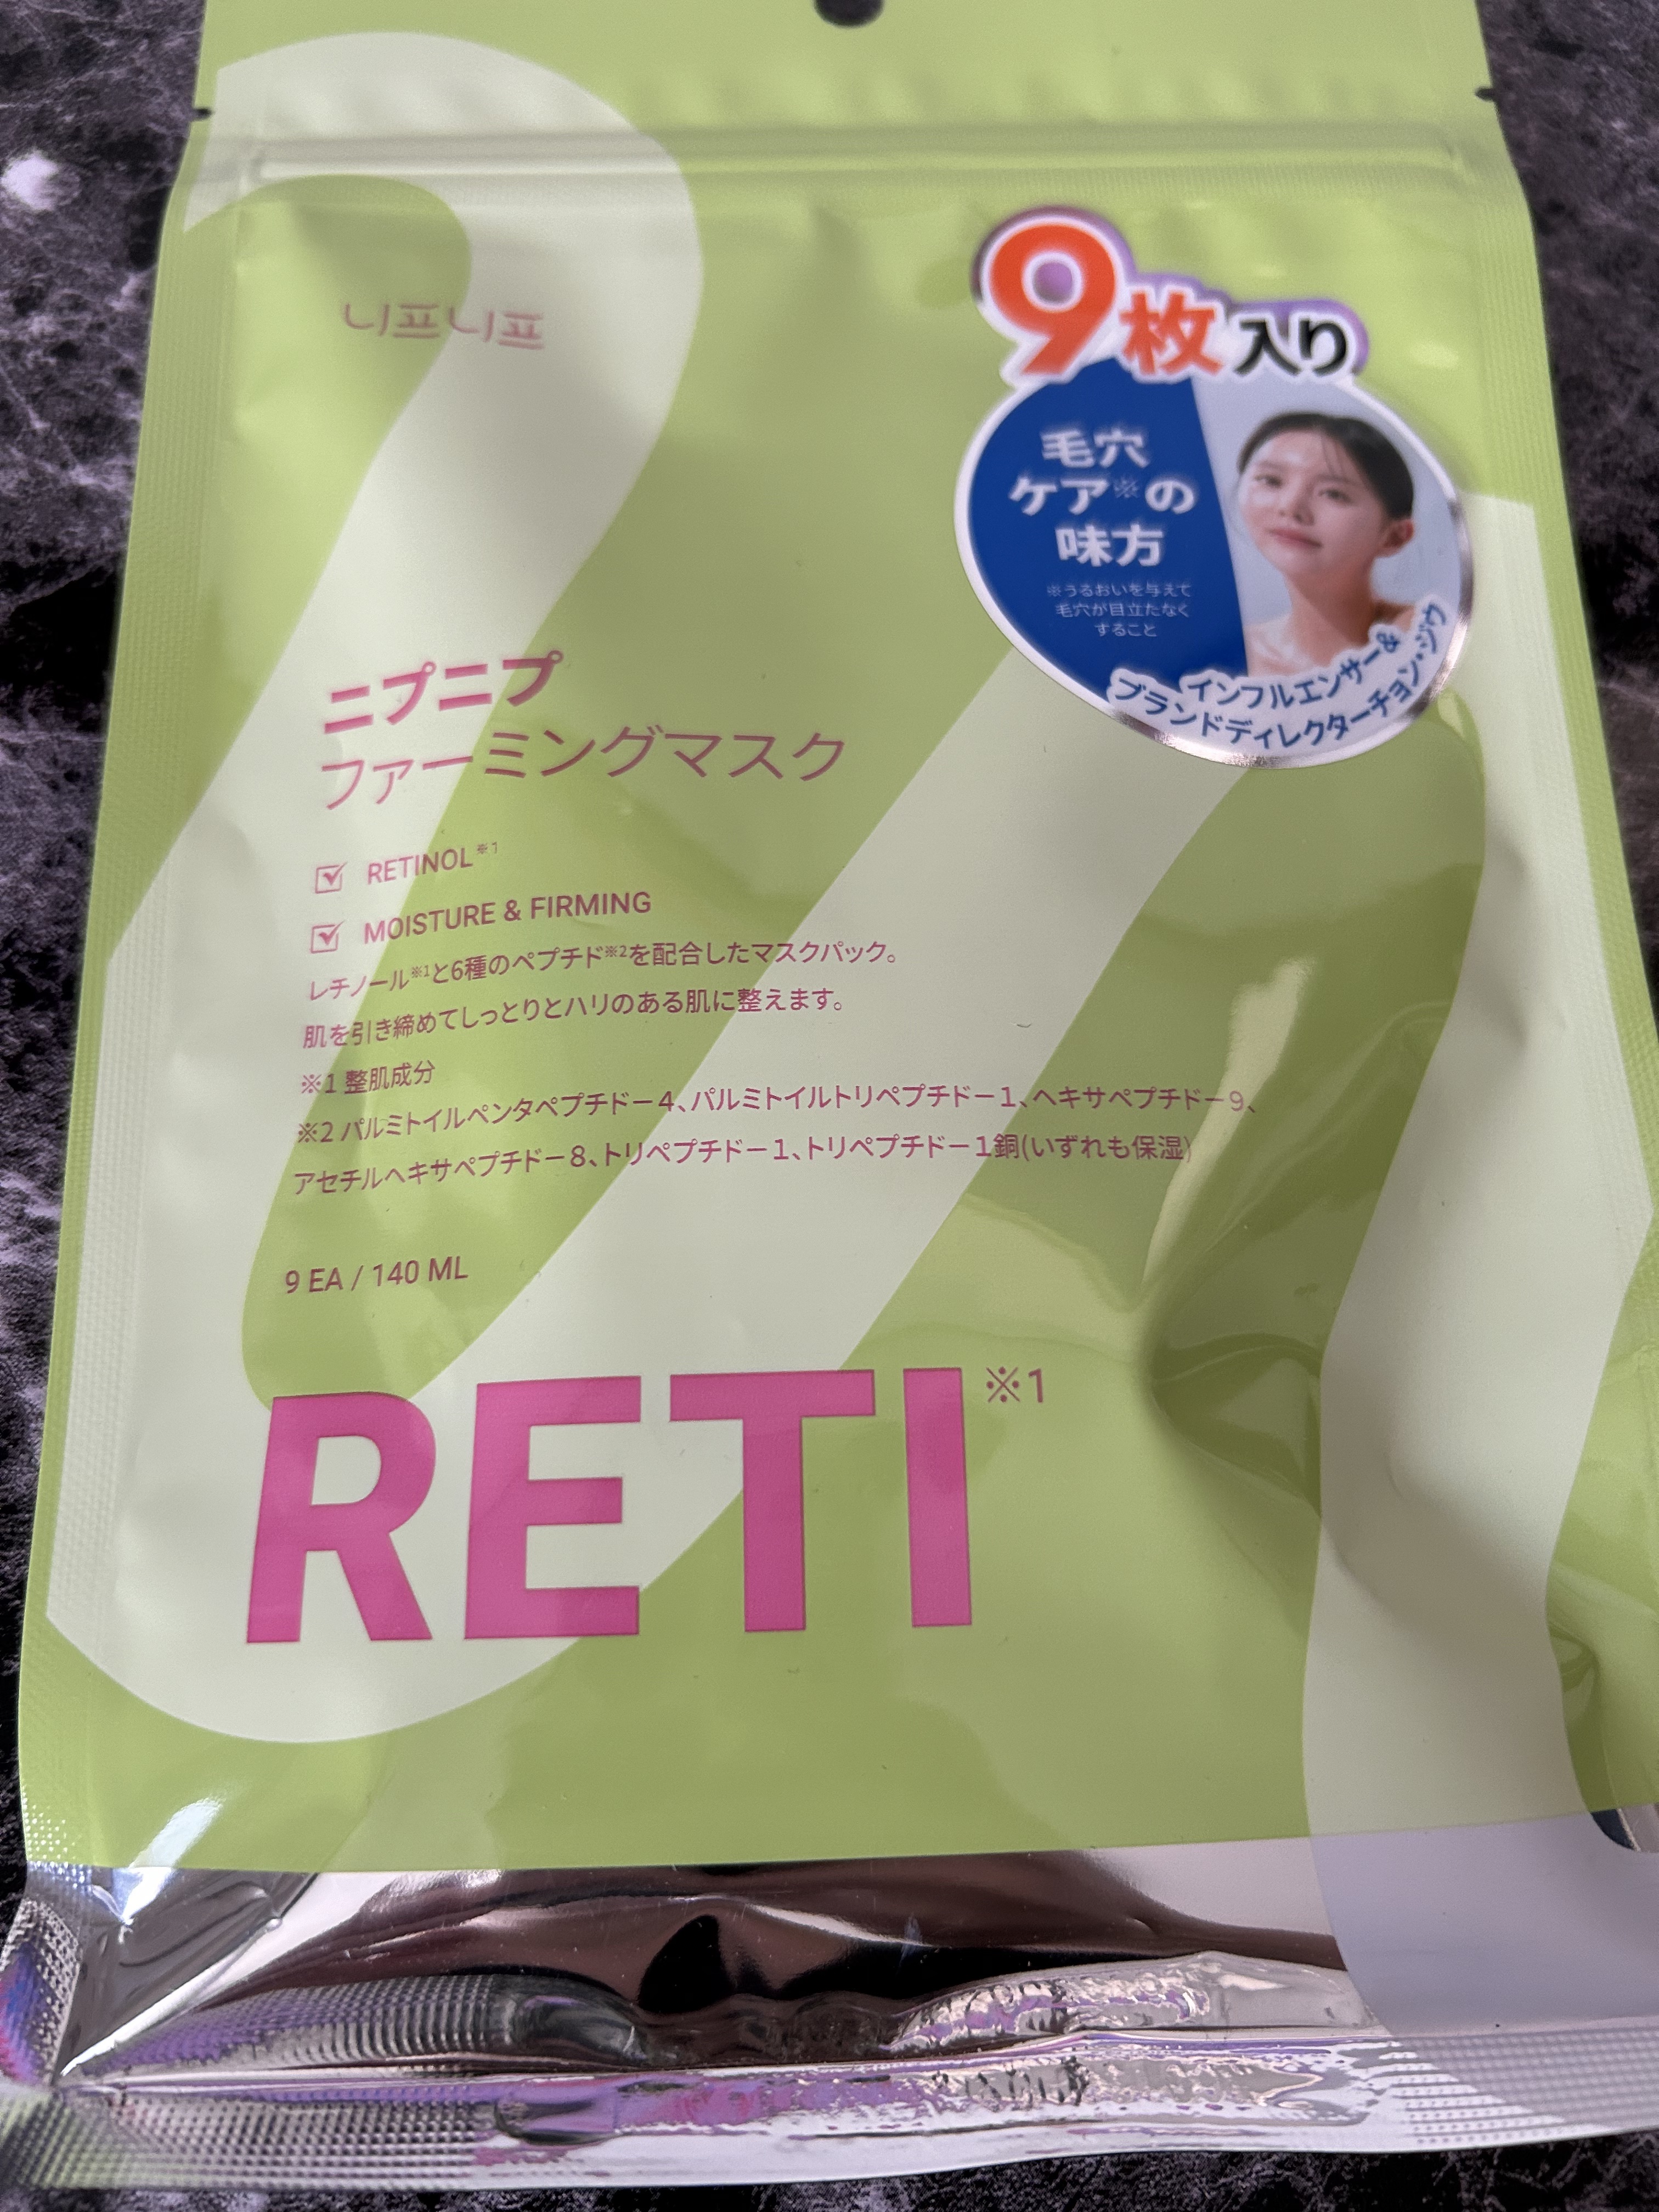 니프니프
9枚入り
毛穴
ケア※の
味方
※うるおいを与えて
毛穴が目立たなく
すること
インフルエンサー&
ブランドディレクターチョン・ジウ
ニプニプ
ファーミングマスク
RETINOL※1
MOISTURE & FIRMING
レチノール※1と6種のペプチド※2を配合したマスクパック。
肌を引き締めてしっとりとハリのある肌に整えます。
※1 整肌成分
※2 パルミトイルペンタペプチドー4、パルミトイルトリペプチドー1、ヘキサペプチドー9、
アセチルヘキサペプチドー8、トリペプチドー1、トリペプチドー1銅(いずれも保湿)
9 EA / 140 ML
RETI※1